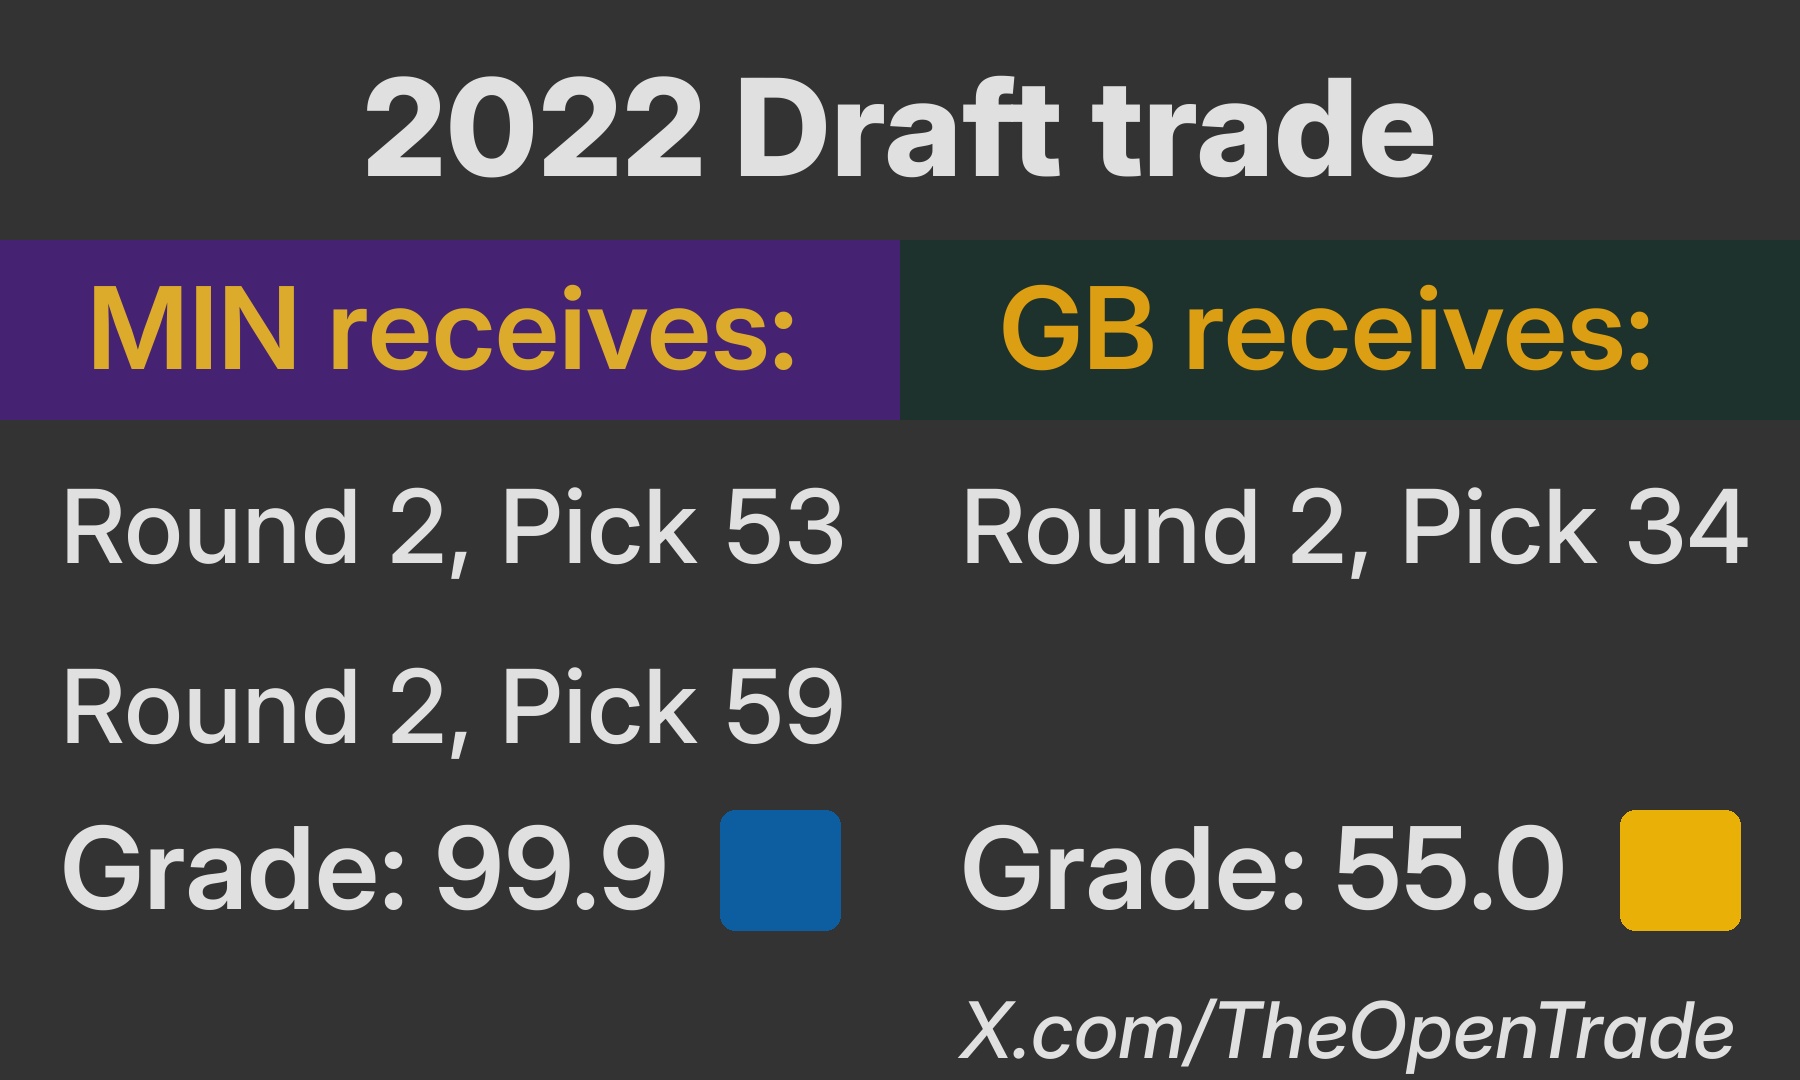 2022 Draft trade
MIN receives:
GB receives:
Round 2, Pick 53
Round 2, Pick 34
Round 2, Pick 59
Grade: 99.9
Grade: 55.0
X.com/TheOpenTrade